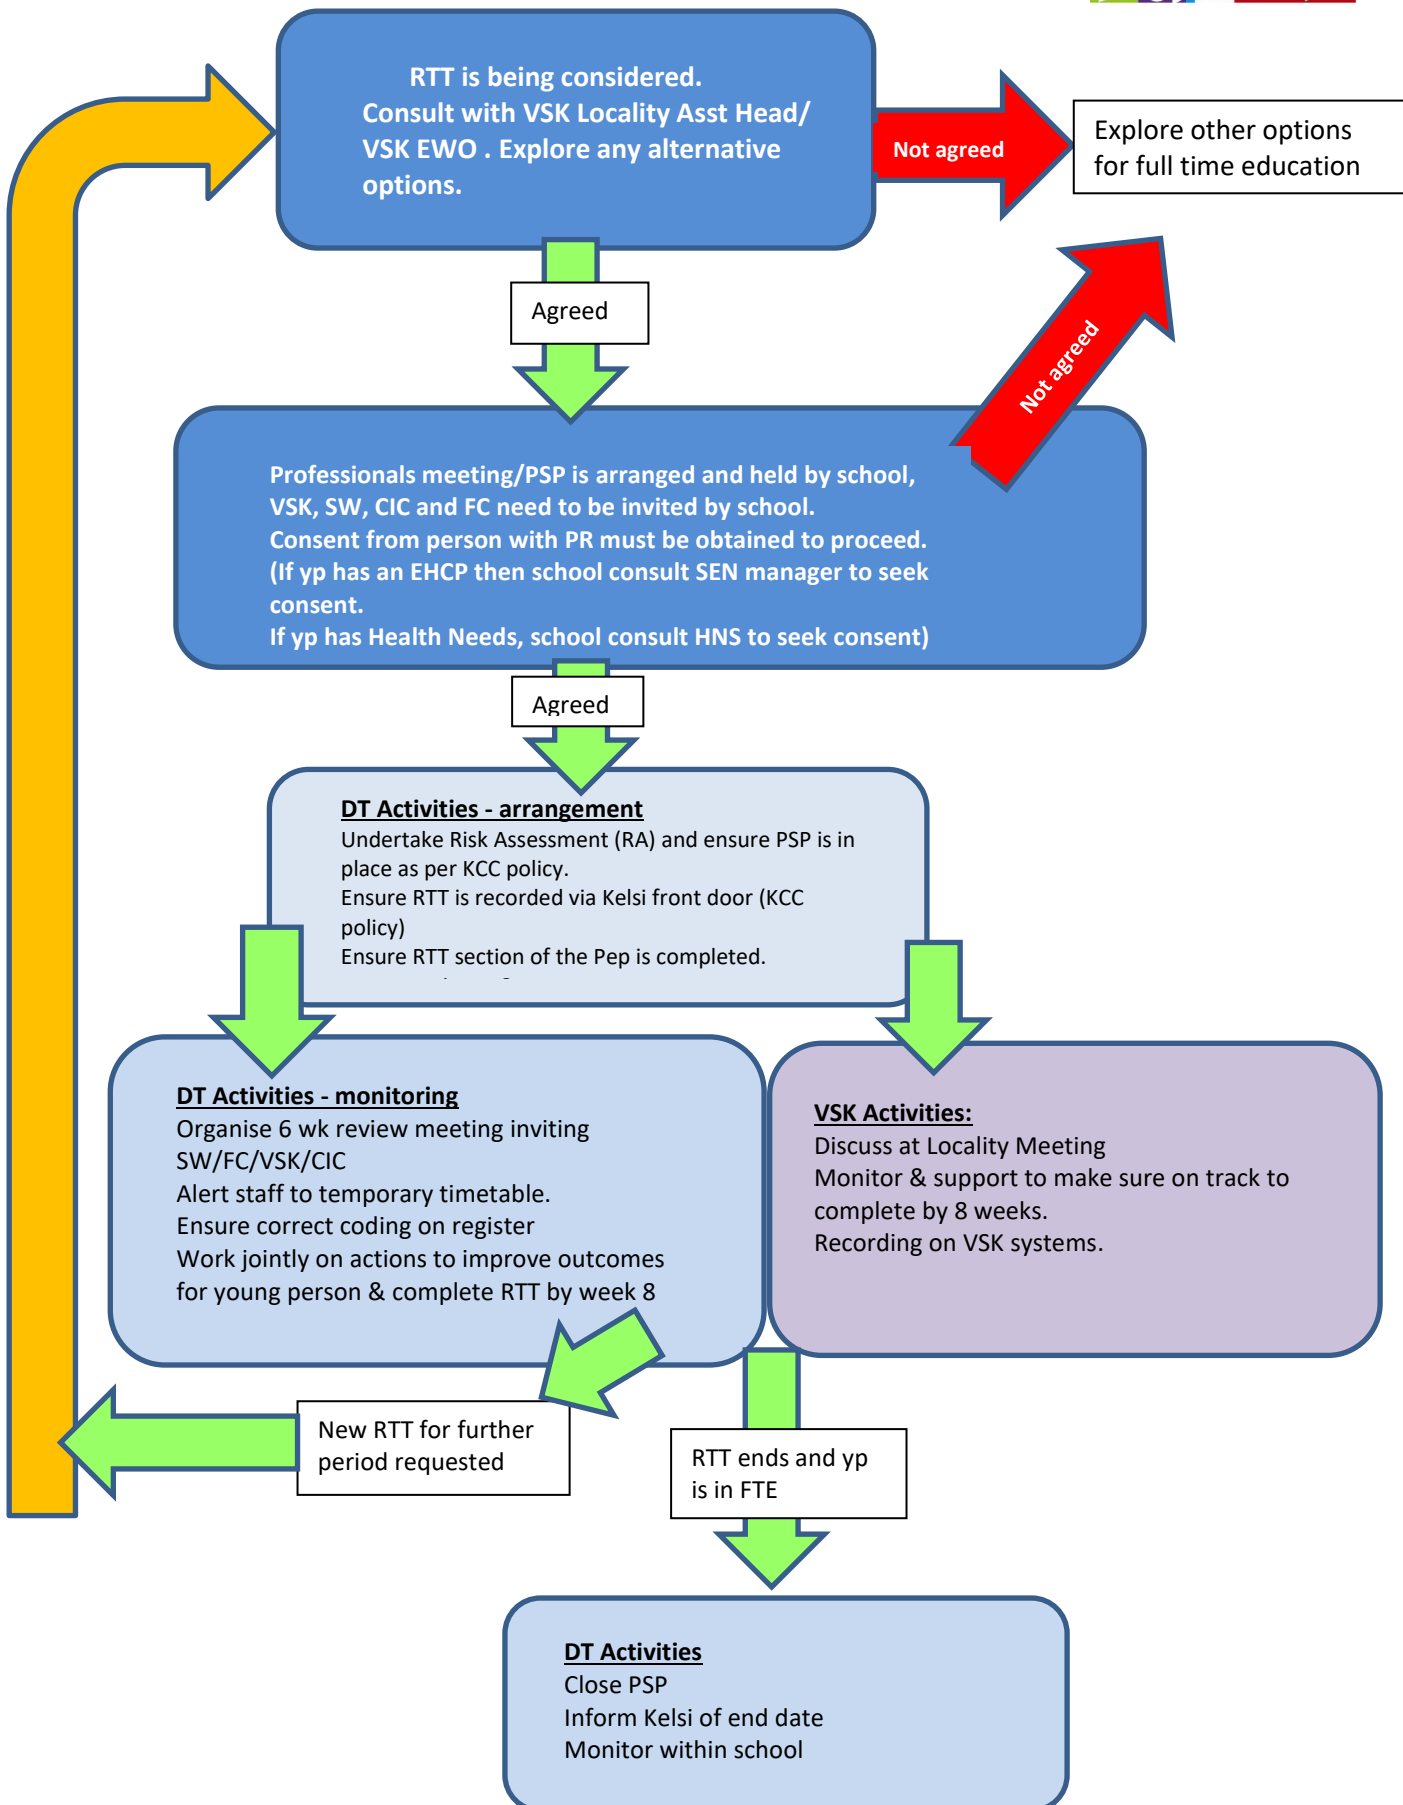 RTT is being considered.
Consult with VSK Locality Asst Head/
VSK EWO . Explore any alternative
options.
Not agreed
Explore other options
for full time education
Agreed
Not agreed
Professionals meeting/PSP is arranged and held by school,
VSK, SW, CIC and FC need to be invited by school.
Consent from person with PR must be obtained to proceed.
(If yp has an EHCP then school consult SEN manager to seek
consent.
If yp has Health Needs, school consult HNS to seek consent)
Agreed
DT Activities - arrangement
Undertake Risk Assessment (RA) and ensure PSP is in
place as per KCC policy.
Ensure RTT is recorded via Kelsi front door (KCC
policy)
Ensure RTT section of the Pep is completed.
DT Activities - monitoring
Organise 6 wk review meeting inviting
SW/FC/VSK/CIC
Alert staff to temporary timetable.
Ensure correct coding on register
Work jointly on actions to improve outcomes
for young person & complete RTT by week 8
VSK Activities:
Discuss at Locality Meeting
Monitor & support to make sure on track to
complete by 8 weeks.
Recording on VSK systems.
New RTT for further
period requested
RTT ends and yp
is in FTE
DT Activities
Close PSP
Inform Kelsi of end date
Monitor within school